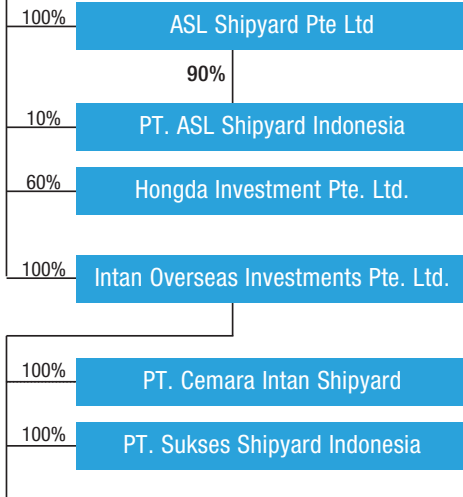 100%
ASL Shipyard Pte Ltd
90%
10%
PT. ASL Shipyard Indonesia
60%
Hongda Investment Pte. Ltd.
100%
Intan Overseas Investments Pte. Ltd.
100%
PT. Cemara Intan Shipyard
100%
PT. Sukses Shipyard Indonesia